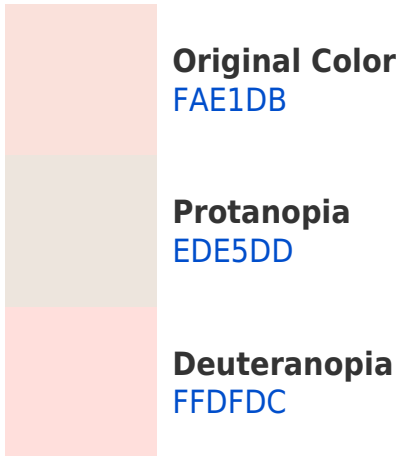 Original Color
FAE1DB
Protanopia
EDE5DD
Deuteranopia
FFDFDC